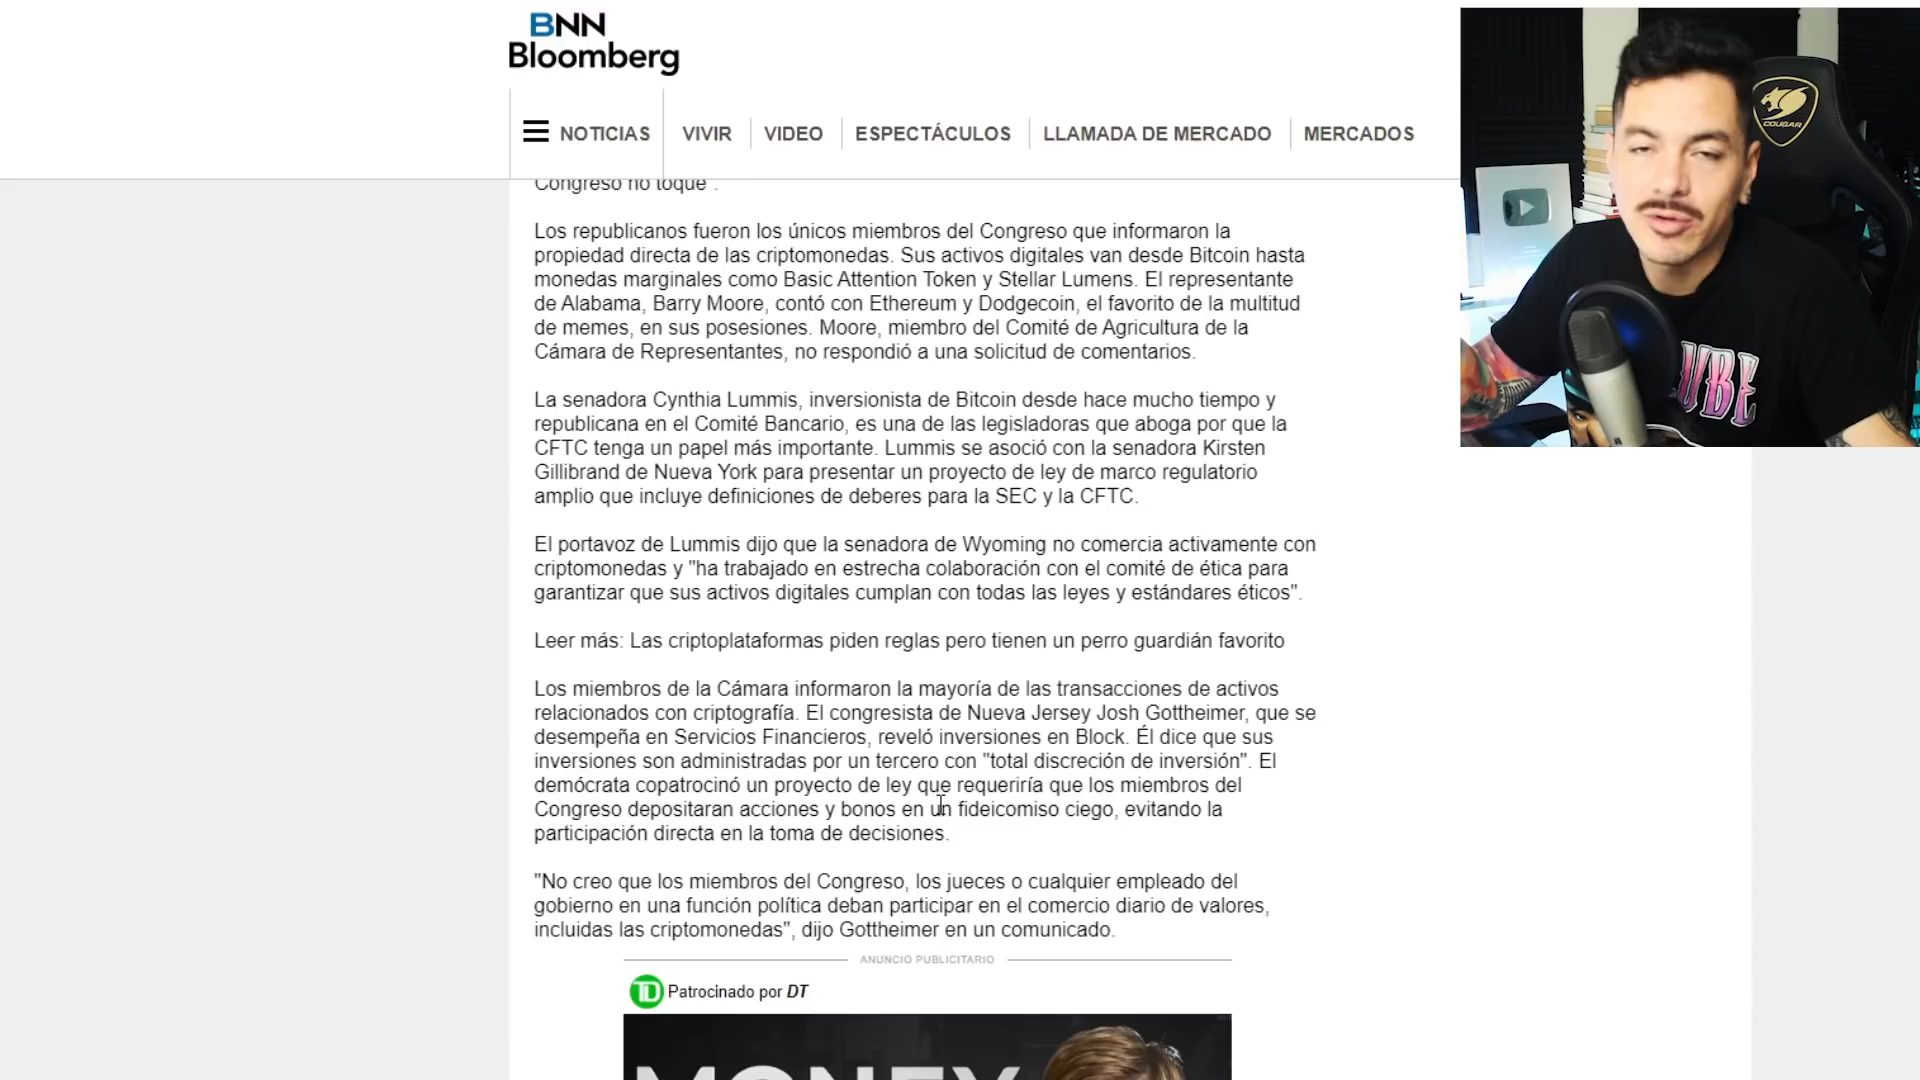 BNN
Bloomberg
NOTICIAS
VIVIR
VIDEO
ESPECTÁCULOS
LLAMADA DE MERCADO
MERCADOS
COUGAR
Congreso no toque".
Los republicanos fueron los únicos miembros del Congreso que informaron la
propiedad directa de las criptomonedas. Sus activos digitales van desde Bitcoin hasta
monedas marginales como Basic Attention Token y Stellar Lumens. El representante
de Alabama, Barry Moore, contó con Ethereum y Dodgecoin, el favorito de la multitud
de memes, en sus posesiones. Moore, miembro del Comité de Agricultura de la
Cámara de Representantes, no respondió a una solicitud de comentarios.
La senadora Cynthia Lummis, inversionista de Bitcoin desde hace mucho tiempo y
republicana en el Comité Bancario, es una de las legisladoras que aboga por que la
CFTC tenga un papel más importante. Lummis se asoció con la senadora Kirsten
Gillibrand de Nueva York para presentar un proyecto de ley de marco regulatorio
amplio que incluye definiciones de deberes para la SEC y la CFTC.
El portavoz de Lummis dijo que la senadora de Wyoming no comercia activamente con
criptomonedas y "ha trabajado en estrecha colaboración con el comité de ética para
garantizar que sus activos digitales cumplan con todas las leyes y estándares éticos".
Leer más: Las criptoplataformas piden reglas pero tienen un perro guardián favorito
Los miembros de la Cámara informaron la mayoría de las transacciones de activos
relacionados con criptografía. El congresista de Nueva Jersey Josh Gottheimer, que se
desempeña en Servicios Financieros, reveló inversiones en Block. Él dice que sus
inversiones son administradas por un tercero con "total discreción de inversión". El
demócrata copatrocinó un proyecto de ley que requeriría que los miembros del
Congreso depositaran acciones y bonos en un fideicomiso ciego, evitando la
participación directa en la toma de decisiones.
"No creo que los miembros del Congreso, los jueces o cualquier empleado del
gobierno en una función política deban participar en el comercio diario de valores,
incluidas las criptomonedas", dijo Gottheimer en un comunicado.
ANUNCIO PUBLICITARIO
TD Patrocinado por DT
MONEY